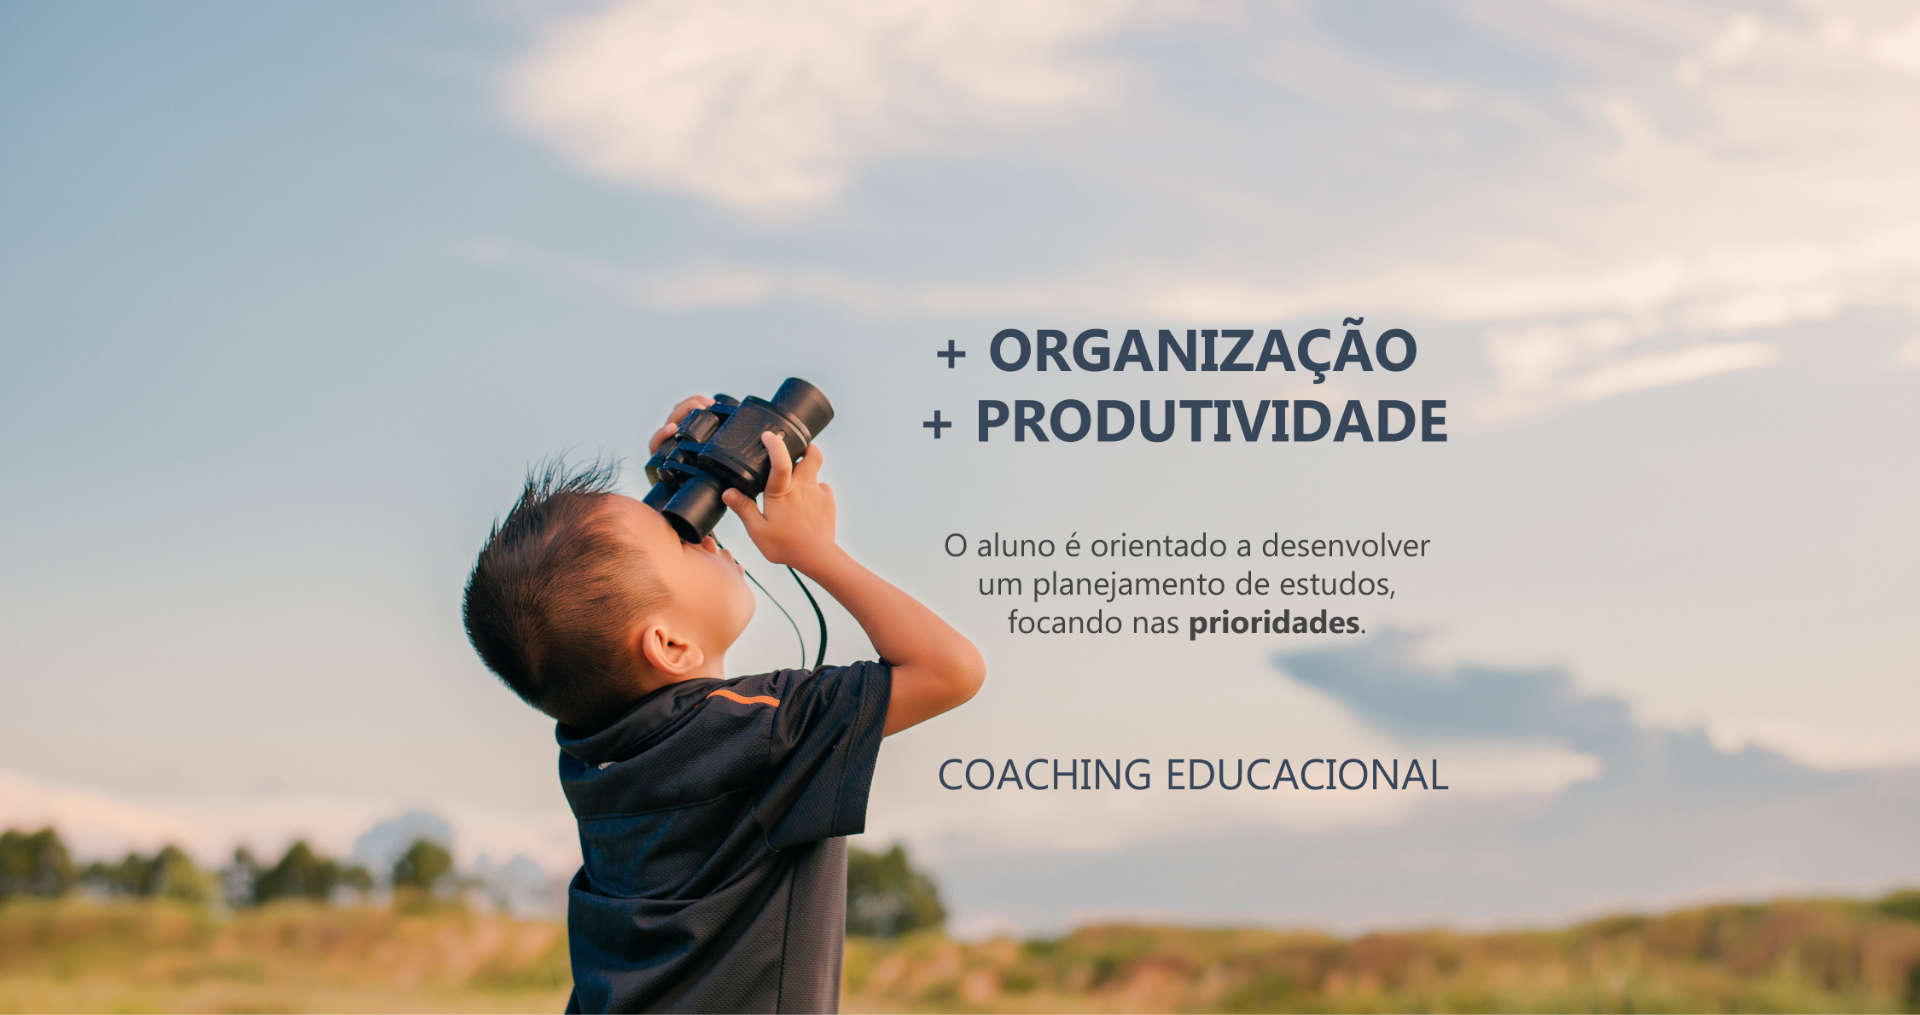 + ORGANIZAÇÃO
+ PRODUTIVIDADE
O aluno é orientado a desenvolver
um planejamento de estudos,
focando nas prioridades.
COACHING EDUCACIONAL